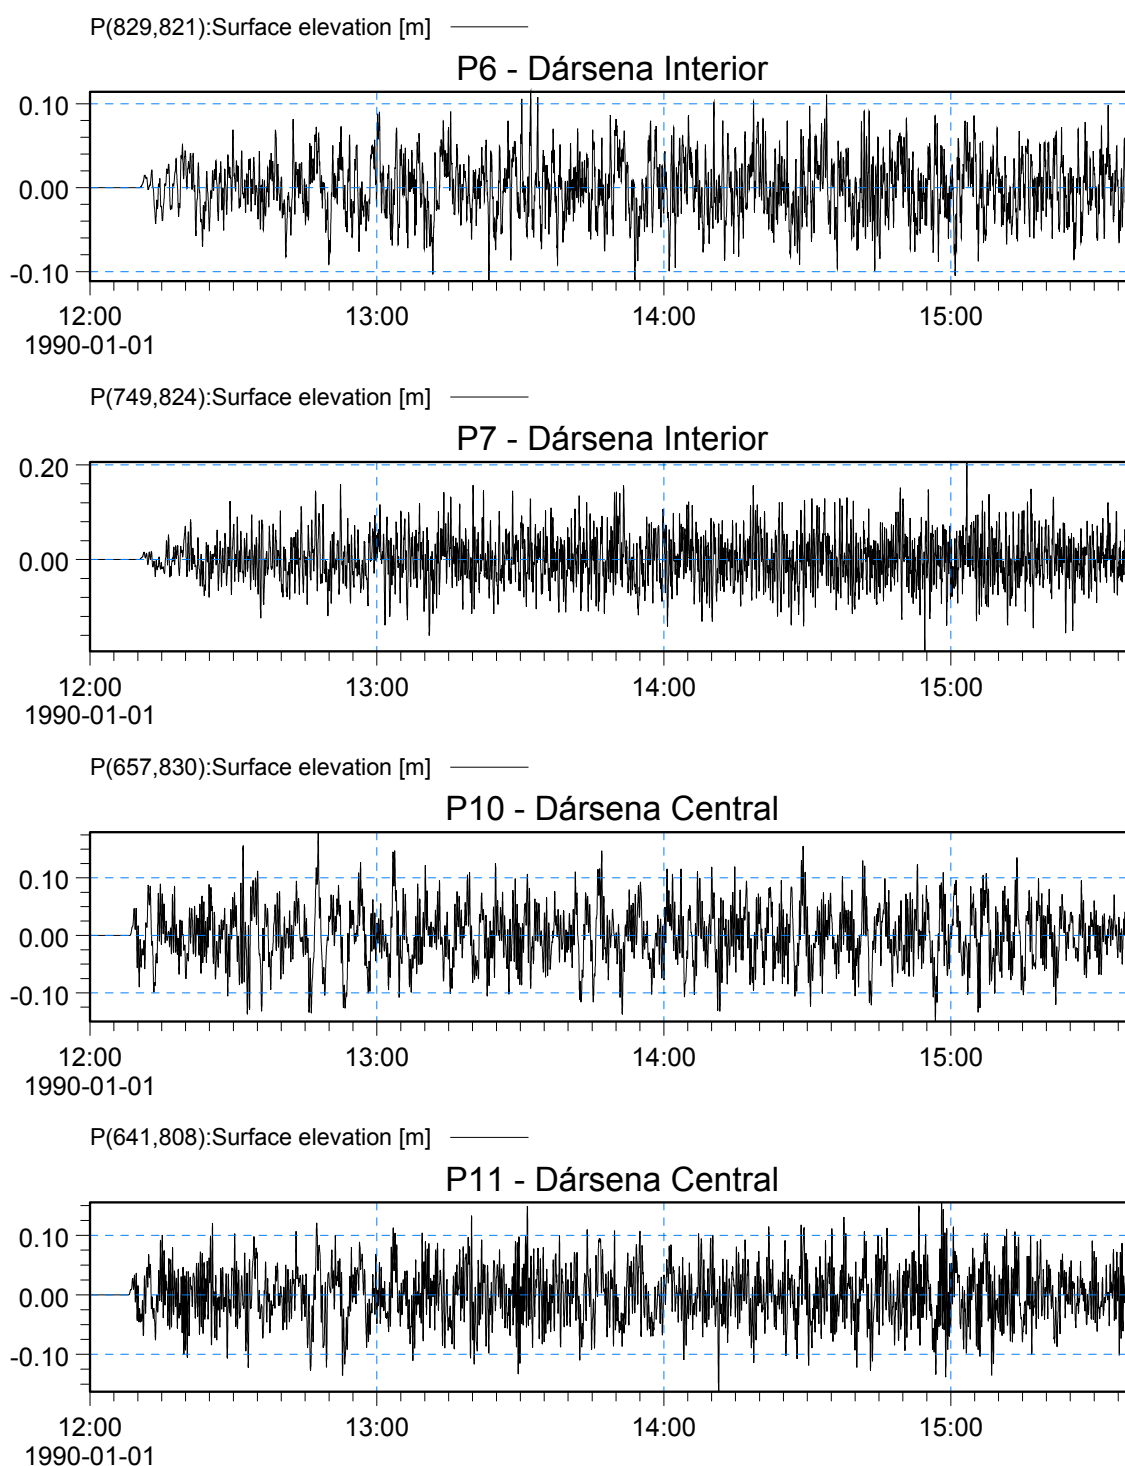 P(829,821):Surface elevation [m]
P6 - Dársena Interior
0.10
0.00
-0.10
12:00 13:00 14:00 15:00
1990-01-01
P(749,824):Surface elevation [m]
P7 - Dársena Interior
0.20
0.00
12:00 13:00 14:00 15:00
1990-01-01
P(657,830):Surface elevation [m]
P10 - Dársena Central
0.10
0.00
-0.10
12:00 13:00 14:00 15:00
1990-01-01
P(641,808):Surface elevation [m]
P11 - Dársena Central
0.10
0.00
-0.10
12:00 13:00 14:00 15:00
1990-01-01